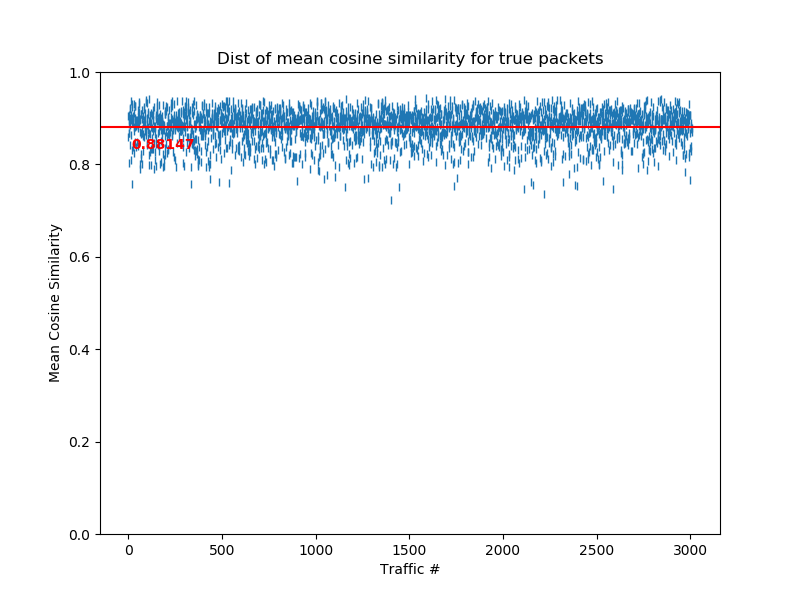 Dist of mean cosine similarity for true packets
1.0
0.8
0.6
0.4
0.2
0.0
Mean Cosine Similarity
0.88147
0 500 1000 1500 2000 2500 3000
Traffic #